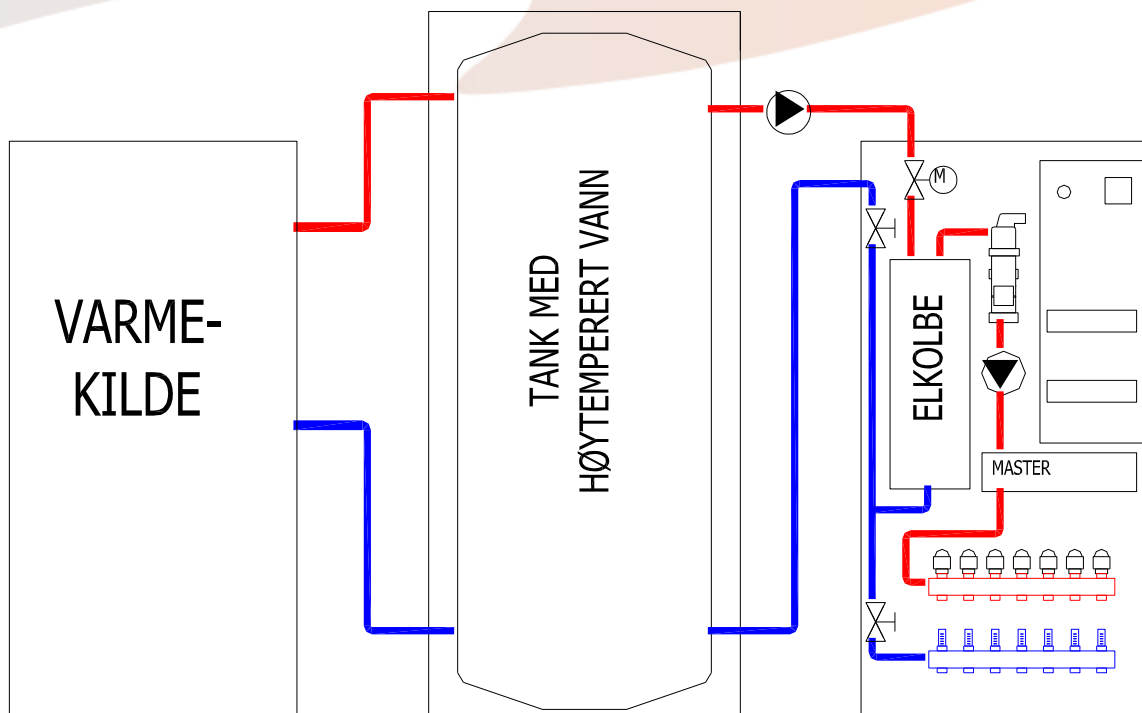 VARME-
KILDE
TANK MED
HØYTEMPERERT VANN
M
ELKOLBE
MASTER